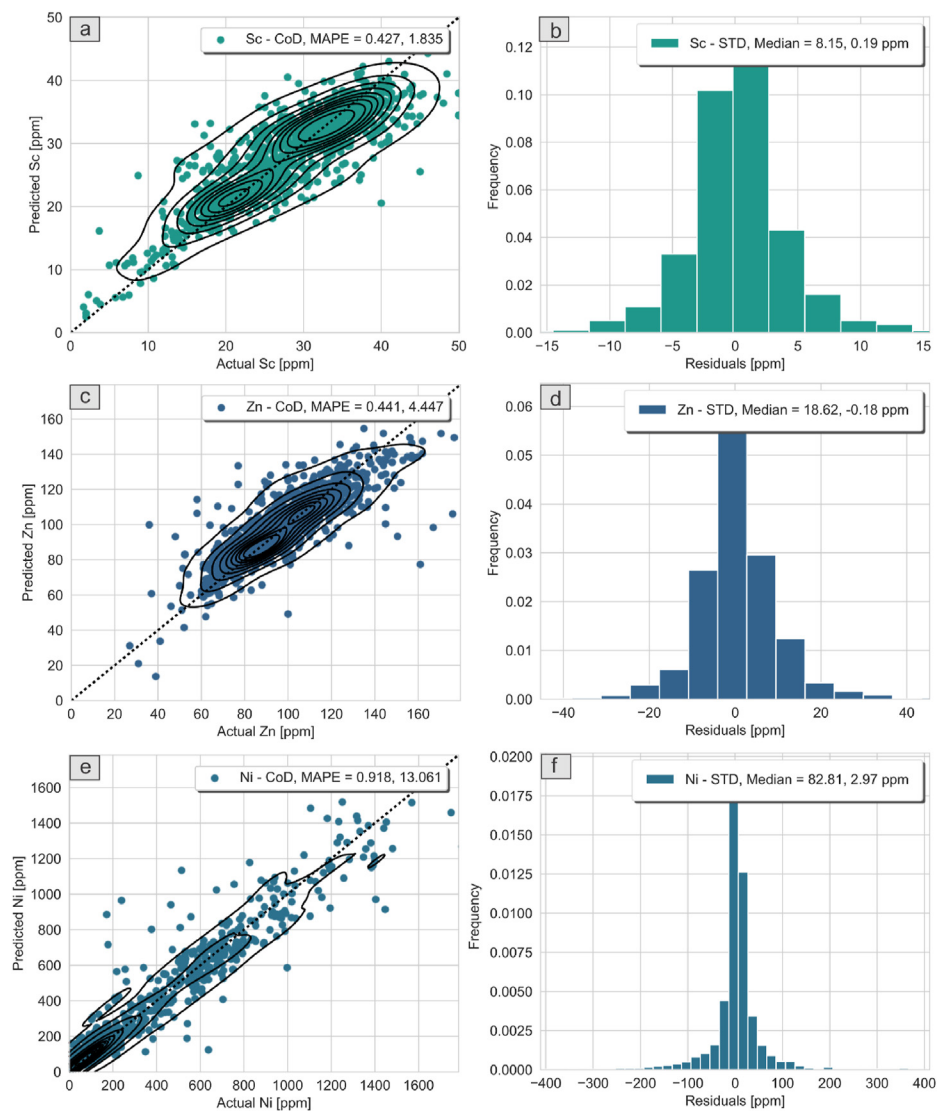 a
Sc - CoD, MAPE = 0.427, 1.835
50
40
30
20
10
0
Predicted Sc [ppm]
0 10 20 30 40 50
Actual Sc [ppm]
b
Sc - STD, Median = 8.15, 0.19 ppm
0.12
0.10
0.08
0.06
0.04
0.02
0.00
Frequency
−15 −10 −5 0 5 10 15
Residuals [ppm]
c
Zn - CoD, MAPE = 0.441, 4.447
160
140
120
100
80
60
40
20
0
Predicted Zn [ppm]
0 20 40 60 80 100 120 140 160
Actual Zn [ppm]
d
Zn - STD, Median = 18.62, -0.18 ppm
0.06
0.05
0.04
0.03
0.02
0.01
0.00
Frequency
−40 −20 0 20 40
Residuals [ppm]
e
Ni - CoD, MAPE = 0.918, 13.061
1600
1400
1200
1000
800
600
400
200
0
Predicted Ni [ppm]
0 200 400 600 800 1000 1200 1400 1600
Actual Ni [ppm]
f
Ni - STD, Median = 82.81, 2.97 ppm
0.0200
0.0175
0.0150
0.0125
0.0100
0.0075
0.0050
0.0025
0.0000
Frequency
−400 −300 −200 −100 0 100 200 300 400
Residuals [ppm]